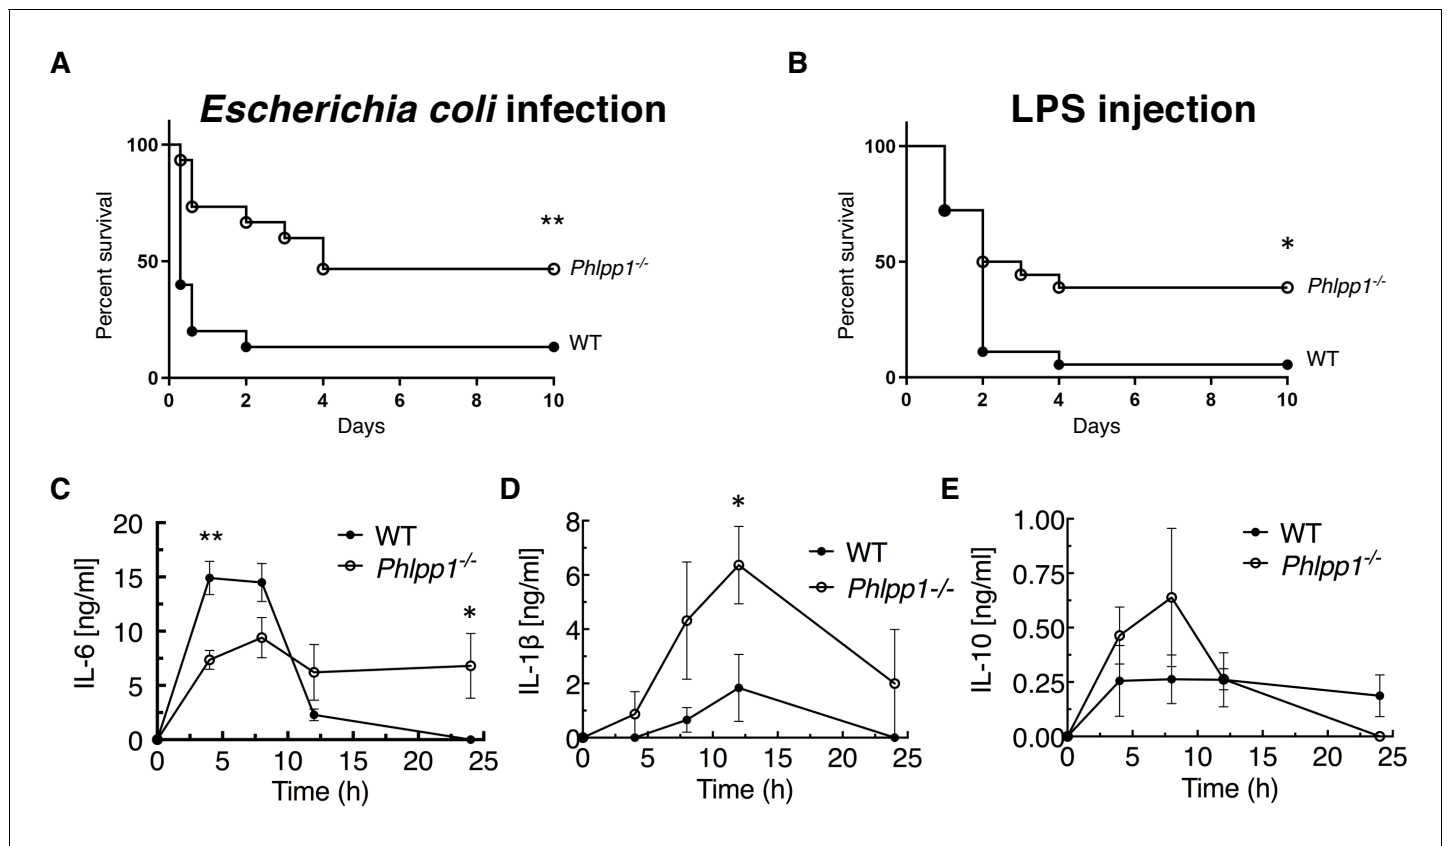 A
B
Escherichia coli infection
LPS injection
100
50
0
Percent survival
**
Phlpp1-/-
WT
0 2 4 6 8 10
Days
100
50
0
Percent survival
*
Phlpp1-/-
WT
0 2 4 6 8 10
Days
C
D
E
20
15
10
5
0
IL-6 [ng/ml]
**
*
WT
Phlpp1-/-
0 5 10 15 20 25
Time (h)
8
6
4
2
0
IL-1β [ng/ml]
*
WT
Phlpp1-/-
0 5 10 15 20 25
Time (h)
1.00
0.75
0.50
0.25
0.00
IL-10 [ng/ml]
WT
Phlpp1-/-
0 5 10 15 20 25
Time (h)